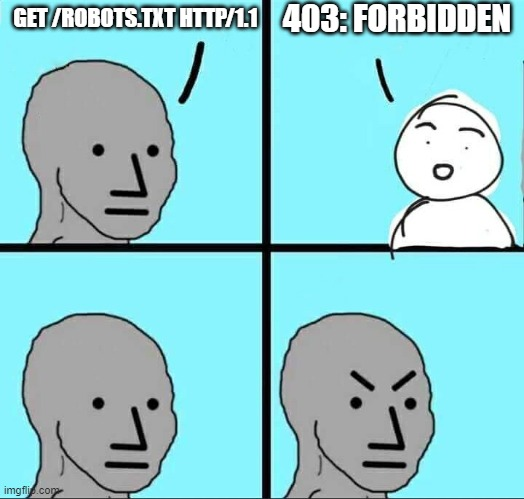 GET /ROBOTS.TXT HTTP/1.1
403: FORBIDDEN
imgflip.com